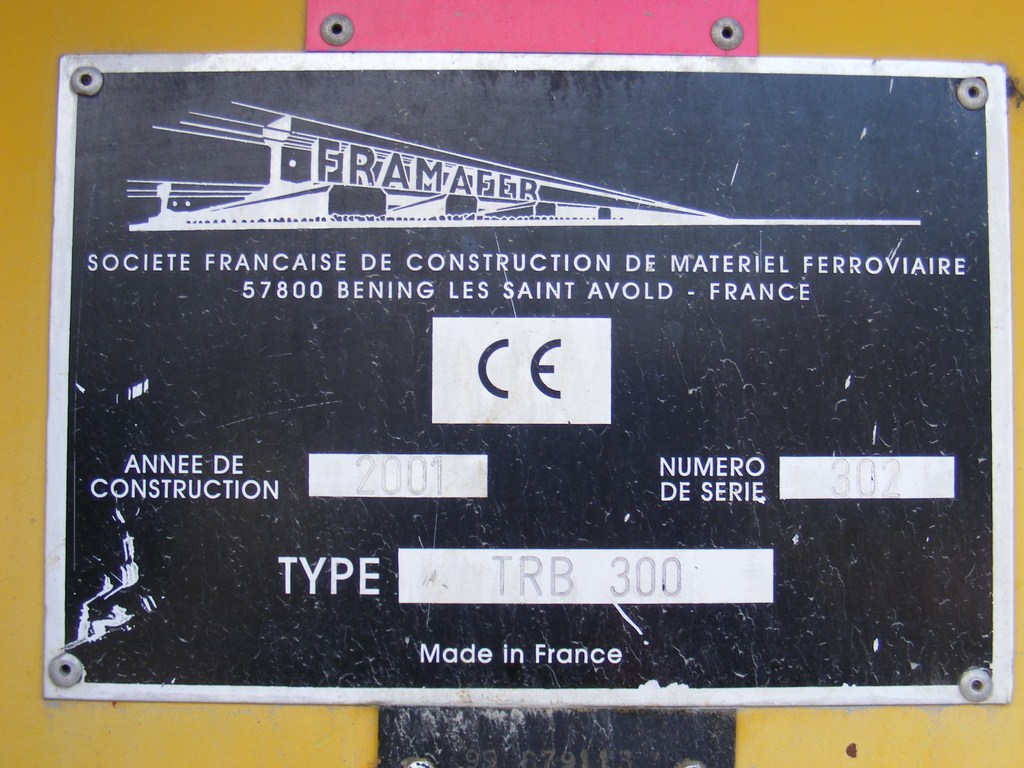 FRAMAFER
SOCIETE FRANCAISE DE CONSTRUCTION DE MATERIEL FERROVIAIRE
57800 BENING LES SAINT AVOLD - FRANCE
CE
ANNEE DE
CONSTRUCTION
2001
NUMERO
DE SERIE
302
TYPE TRB 300
Made in France